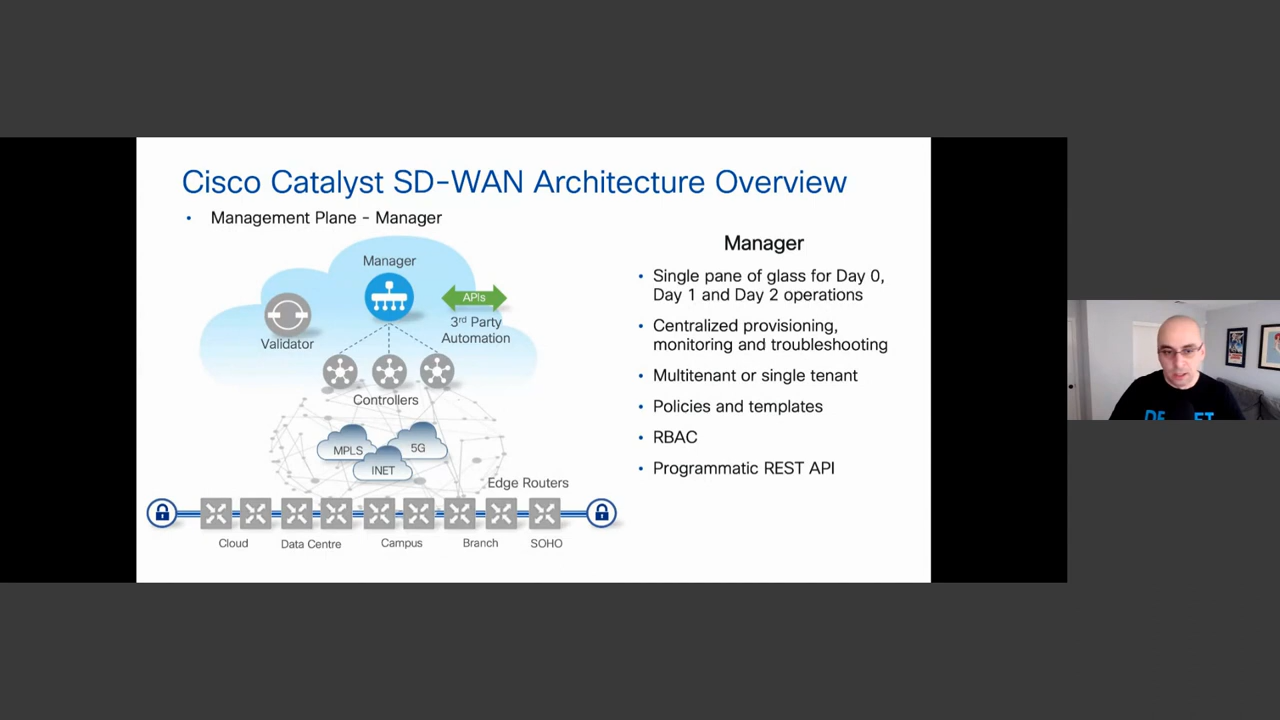 Cisco Catalyst SD-WAN Architecture Overview
• Management Plane - Manager
Manager
APIs
3rd Party
Automation
Validator
Controllers
MPLS
5G
INET
Edge Routers
Cloud
Data Centre
Campus
Branch
SOHO
Manager
• Single pane of glass for Day 0,
Day 1 and Day 2 operations
• Centralized provisioning,
monitoring and troubleshooting
• Multitenant or single tenant
• Policies and templates
• RBAC
• Programmatic REST API